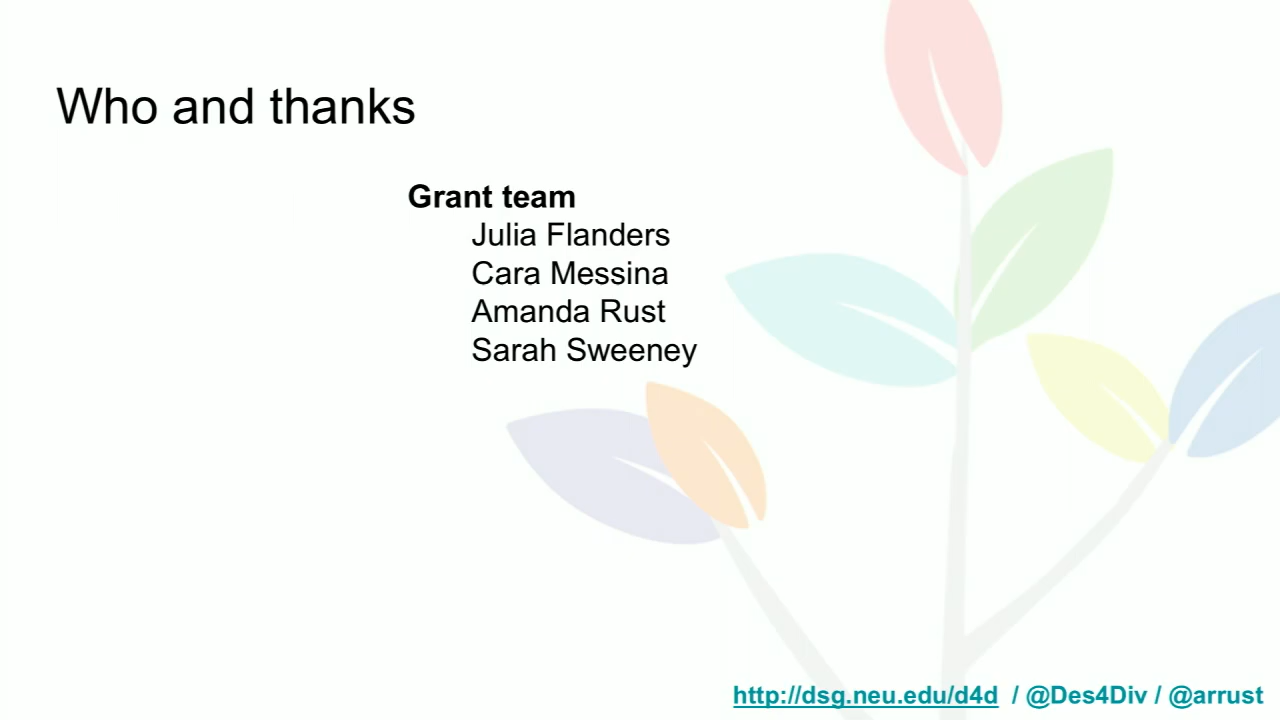 Who and thanks
Grant team
Julia Flanders
Cara Messina
Amanda Rust
Sarah Sweeney
http://dsg.neu.edu/d4d / @Des4Div / @arrust